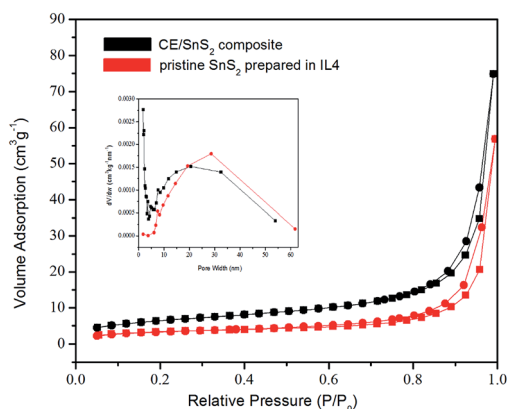 CE/SnS2 composite
pristine SnS2 prepared in IL4
Volume Adsorption (cm3g-1)
90
80
70
60
50
40
30
20
10
0
0.0 0.2 0.4 0.6 0.8 1.0
Relative Pressure (P/P0)
dV/dw (cm3g-1nm-1)
0.0030
0.0025
0.0020
0.0015
0.0010
0.0005
0.0000
0 10 20 30 40 50 60
Pore Width (nm)